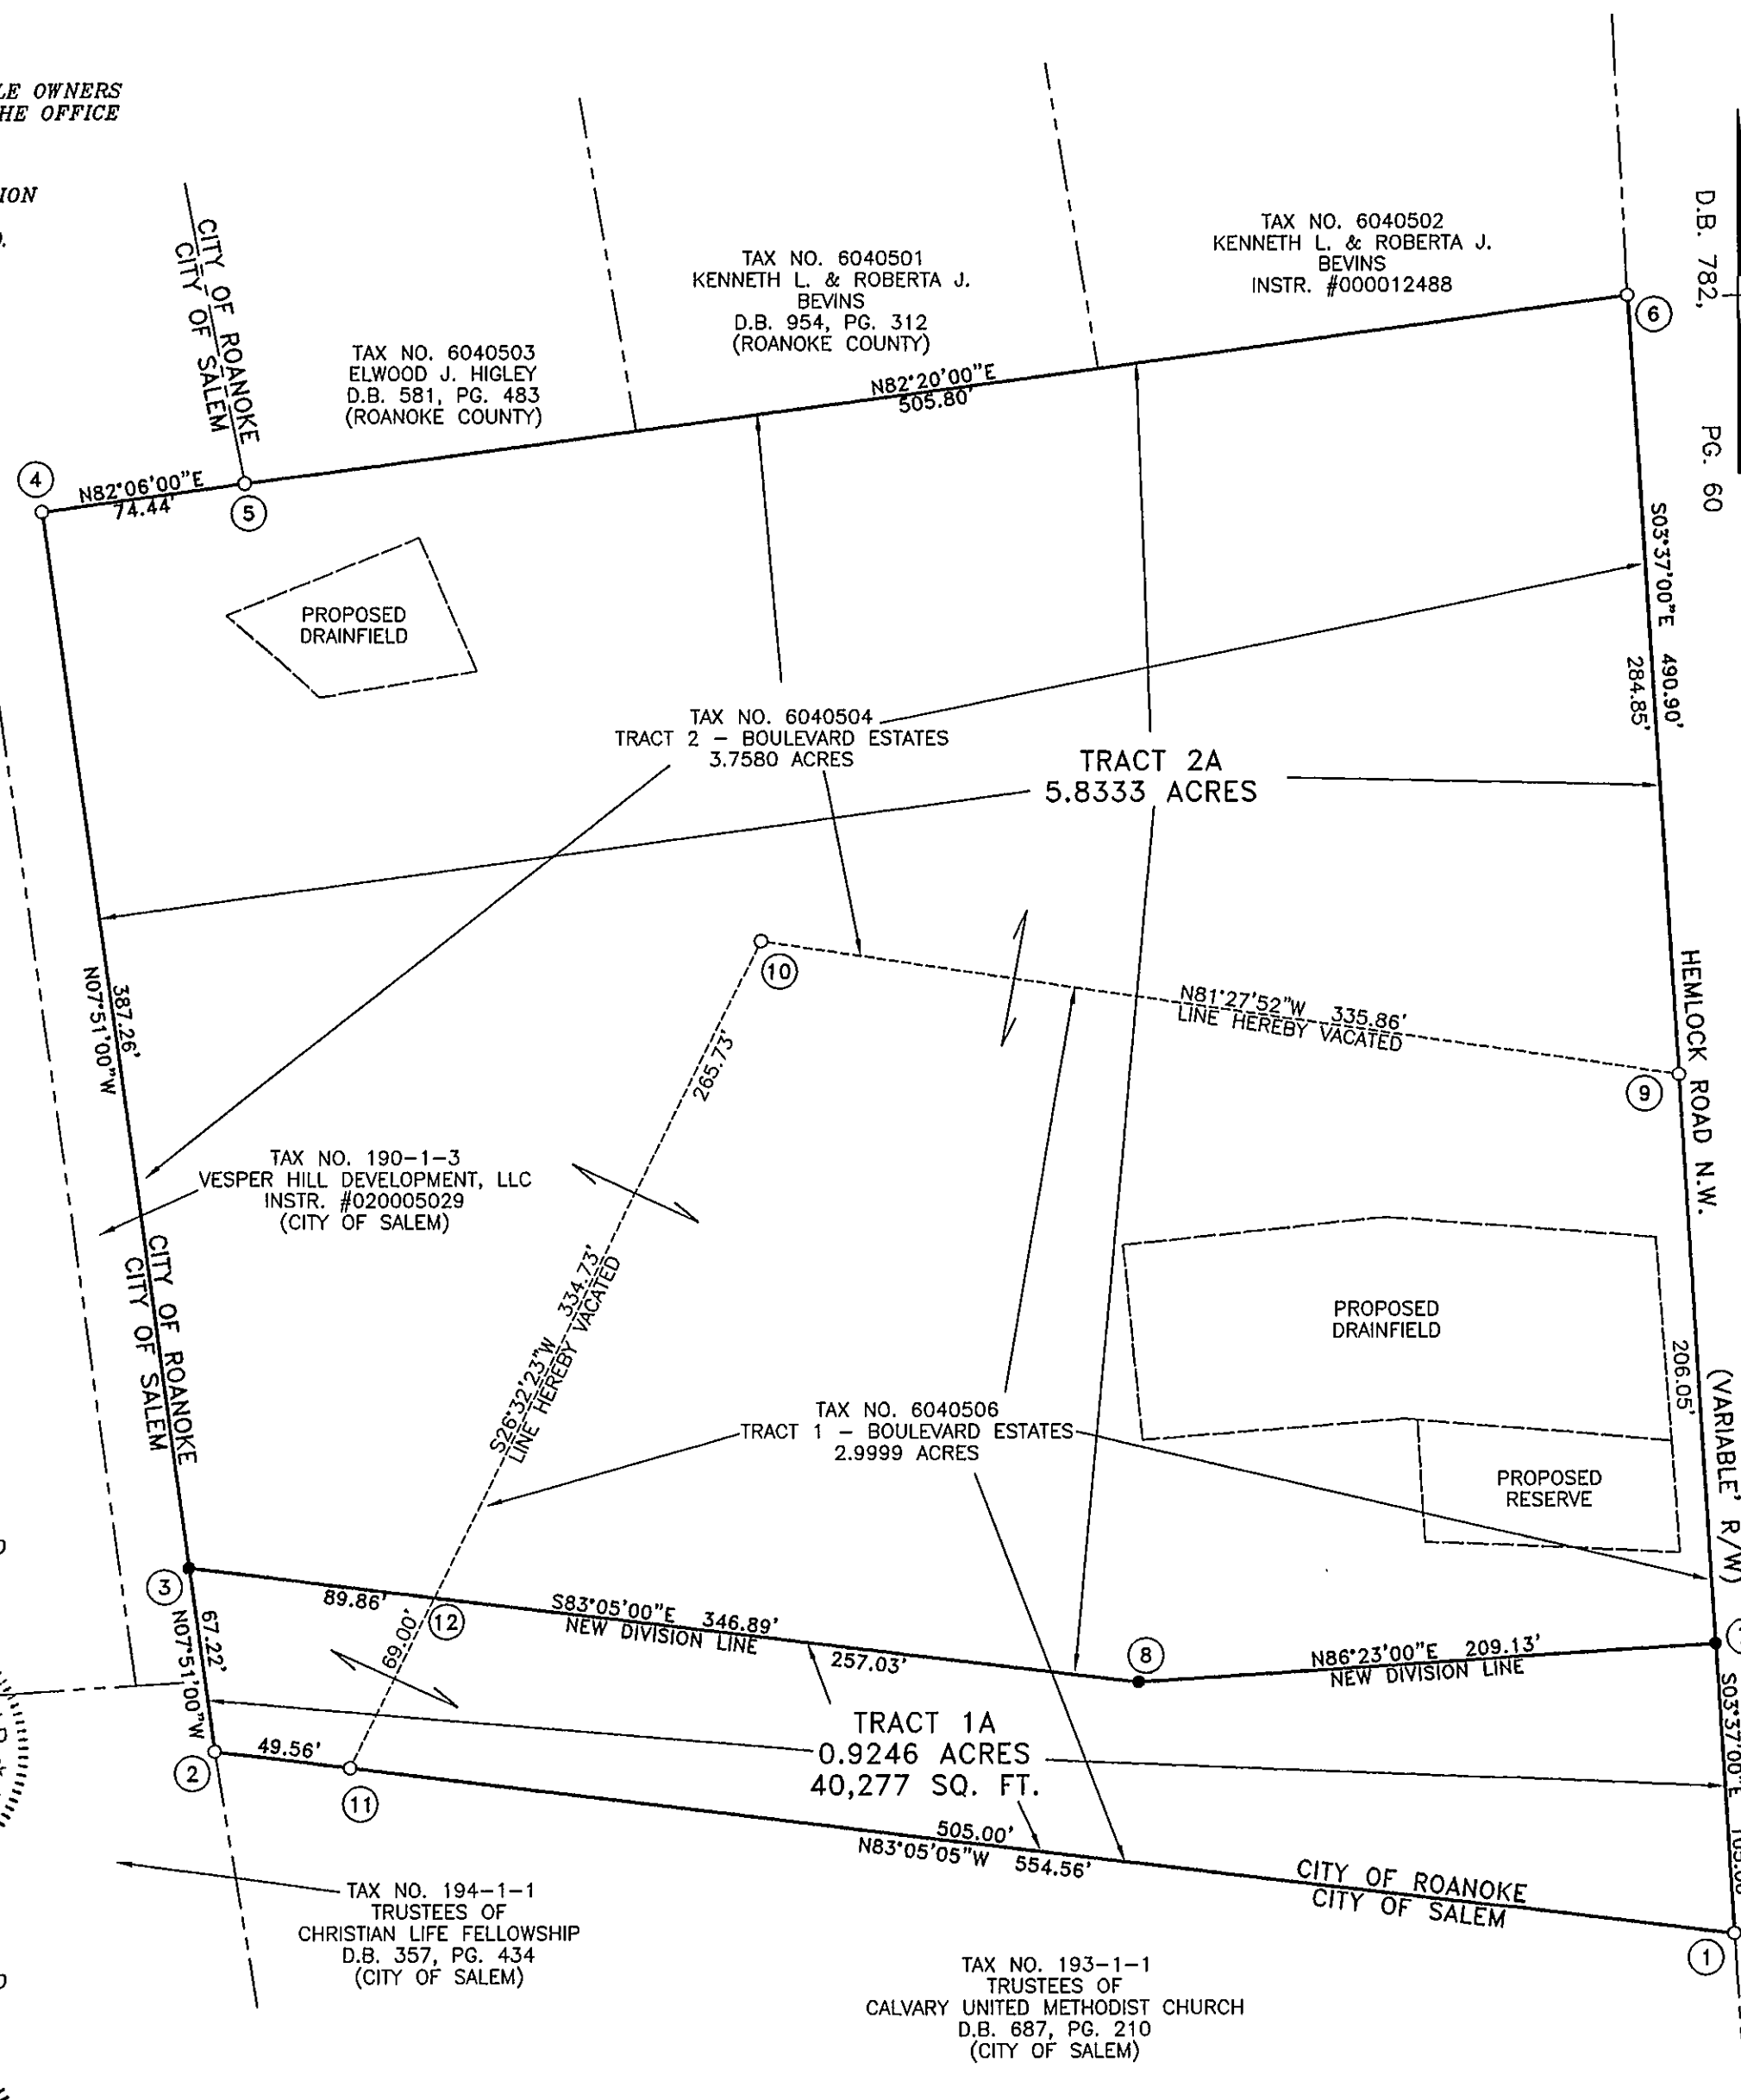 LE OWNERS
HE OFFICE
ION
CITY OF ROANOKE
CITY OF SALEM
TAX NO. 6040503
ELWOOD J. HIGLEY
D.B. 581, PG. 483
(ROANOKE COUNTY)
TAX NO. 6040501
KENNETH L. & ROBERTA J.
BEVINS
D.B. 954, PG. 312
(ROANOKE COUNTY)
TAX NO. 6040502
KENNETH L. & ROBERTA J.
BEVINS
INSTR. #000012488
D.B. 782, PG. 60
6
N82°20'00"E
505.80'
4
N82°06'00"E
74.44'
5
S03°37'00"E 490.90'
284.85'
PROPOSED
DRAINFIELD
TAX NO. 6040504
TRACT 2 – BOULEVARD ESTATES
3.7580 ACRES
TRACT 2A
5.8333 ACRES
387.26'
N07°51'00"W
10
265.73'
N81°27'52"W 335.86'
LINE HEREBY VACATED
9
HEMLOCK ROAD N.W.
(VARIABLE' R/W)
TAX NO. 190–1–3
VESPER HILL DEVELOPMENT, LLC
INSTR. #020005029
(CITY OF SALEM)
CITY OF ROANOKE
CITY OF SALEM
S26°32'23"W 334.73'
LINE HEREBY VACATED
PROPOSED
DRAINFIELD
206.05'
TAX NO. 6040506
TRACT 1 – BOULEVARD ESTATES
2.9999 ACRES
PROPOSED
RESERVE
3
89.86'
12
S83°05'00"E 346.89'
NEW DIVISION LINE
257.03'
8
N86°23'00"E 209.13'
NEW DIVISION LINE
67.22'
N07°51'00"W
69.00'
S03°37'00"E
2
49.56'
11
TRACT 1A
0.9246 ACRES
40,277 SQ. FT.
505.00'
N83°05'05"W 554.56'
CITY OF ROANOKE
CITY OF SALEM
1
TAX NO. 194–1–1
TRUSTEES OF
CHRISTIAN LIFE FELLOWSHIP
D.B. 357, PG. 434
(CITY OF SALEM)
TAX NO. 193–1–1
TRUSTEES OF
CALVARY UNITED METHODIST CHURCH
D.B. 687, PG. 210
(CITY OF SALEM)